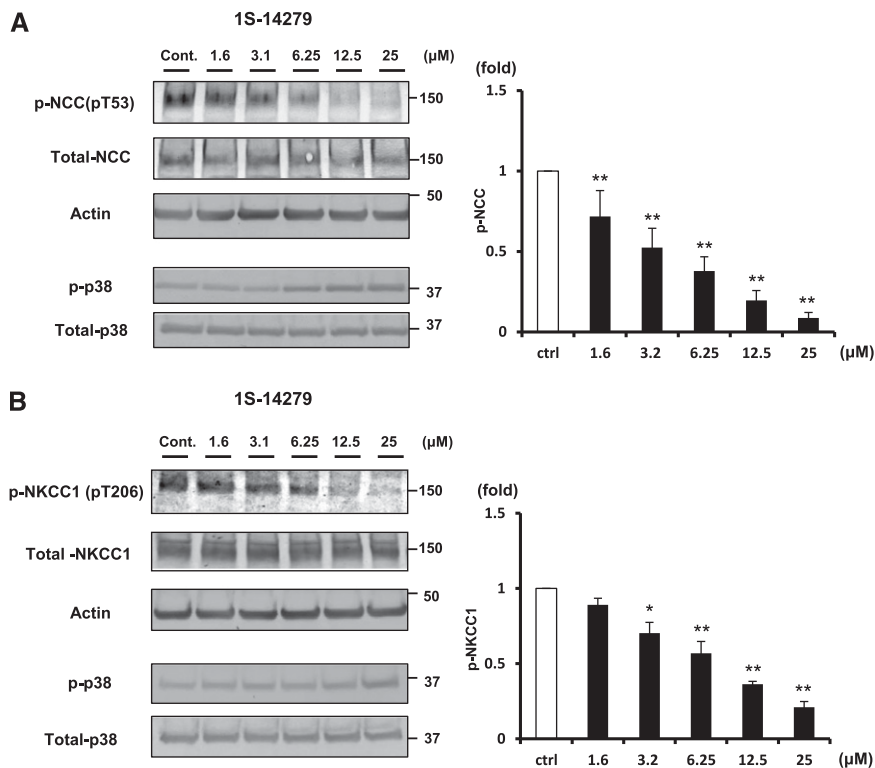 A
1S-14279
Cont. 1.6 3.1 6.25 12.5 25 (μM)
p-NCC(pT53)
150
Total-NCC
150
50
Actin
p-p38
37
Total-p38
37
(fold)
1.5
1
0.5
0
p-NCC
** ** ** ** **
ctrl 1.6 3.2 6.25 12.5 25 (μM)
B
1S-14279
Cont. 1.6 3.1 6.25 12.5 25 (μM)
p-NKCC1 (pT206)
150
Total -NKCC1
150
50
Actin
p-p38
37
Total-p38
37
(fold)
1.5
1
0.5
0
p-NKCC1
* ** ** **
ctrl 1.6 3.2 6.25 12.5 25 (μM)